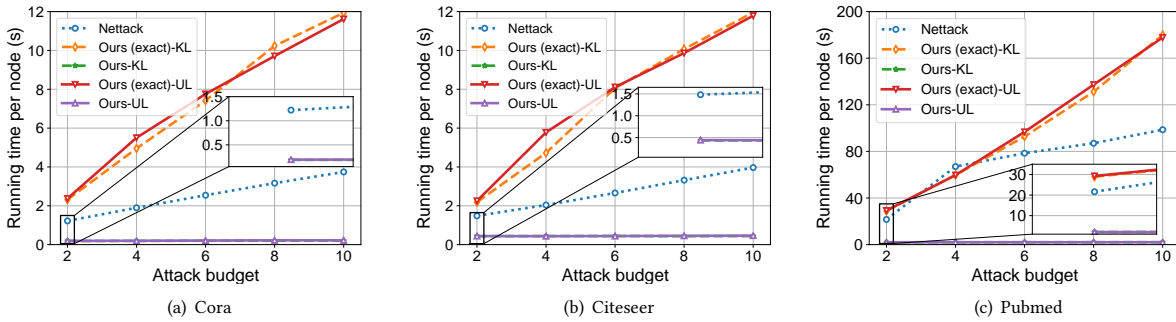 Running time per node (s)
12
10
8
6
4
2
0
Nettack
Ours (exact)-KL
Ours-KL
Ours (exact)-UL
Ours-UL
1.5
1.0
0.5
2 4 6 8 10
Attack budget
(a) Cora
Running time per node (s)
12
10
8
6
4
2
0
Nettack
Ours (exact)-KL
Ours-KL
Ours (exact)-UL
Ours-UL
1.5
1.0
0.5
2 4 6 8 10
Attack budget
(b) Citeseer
Running time per node (s)
200
160
120
80
40
0
Nettack
Ours (exact)-KL
Ours-KL
Ours (exact)-UL
Ours-UL
30
20
10
2 4 6 8 10
Attack budget
(c) Pubmed